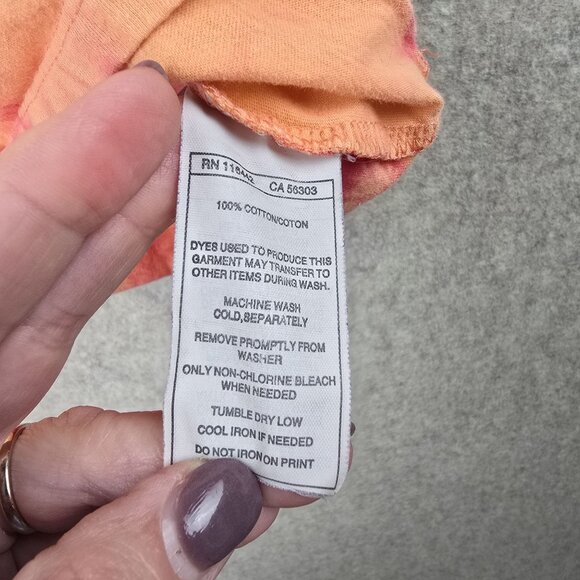 RN 116442 CA 56303
100% COTTON/COTON
DYES USED TO PRODUCE THIS
GARMENT MAY TRANSFER TO
OTHER ITEMS DURING WASH.
MACHINE WASH
COLD,SEPARATELY
REMOVE PROMPTLY FROM
WASHER
ONLY NON-CHLORINE BLEACH
WHEN NEEDED
TUMBLE DRY LOW
COOL IRON IF NEEDED
DO NOT IRON ON PRINT